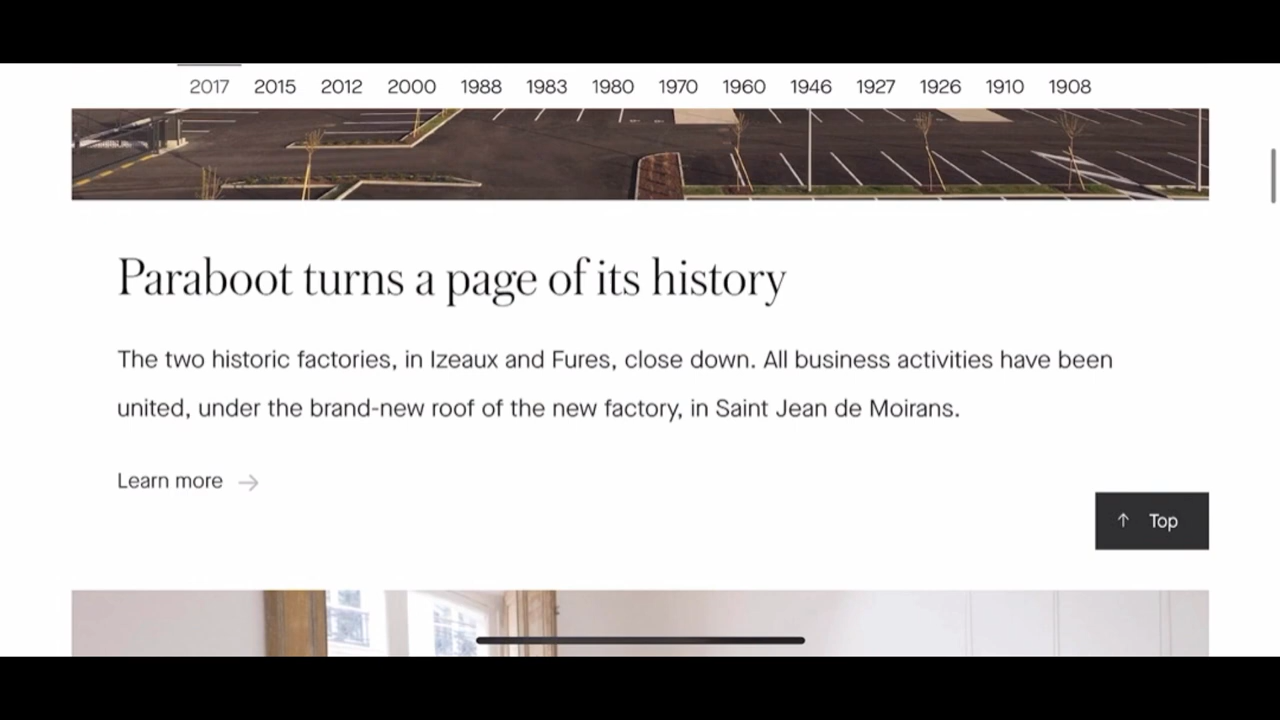 2017 2015 2012 2000 1988 1983 1980 1970 1960 1946 1927 1926 1910 1908
Paraboot turns a page of its history
The two historic factories, in Izeaux and Fures, close down. All business activities have been
united, under the brand-new roof of the new factory, in Saint Jean de Moirans.
Learn more →
↑ Top